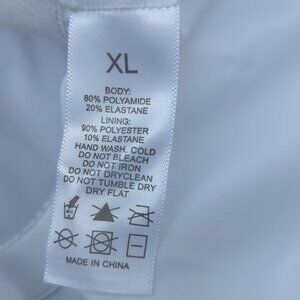 XL
BODY:
80% POLYAMIDE
20% ELASTANE
LINING:
90% POLYESTER
10% ELASTANE
HAND WASH. COLD
DO NOT BLEACH
DO NOT IRON
DO NOT DRYCLEAN
DO NOT TUMBLE DRY
DRY FLAT
MADE IN CHINA